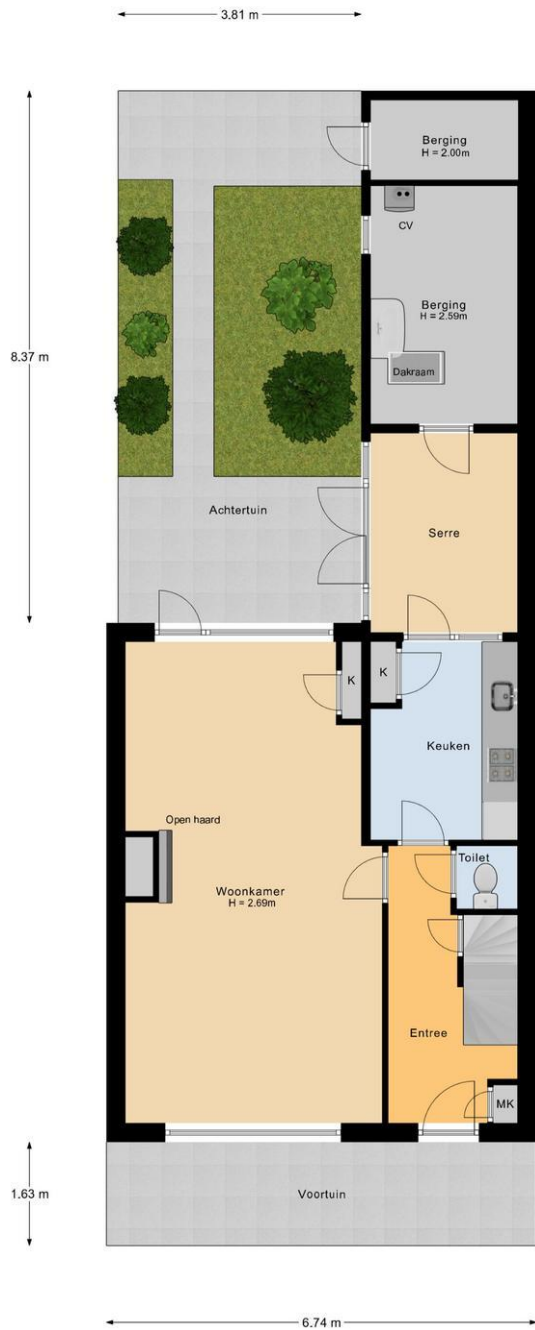 3.81 m
Berging
H = 2.00m
CV
Berging
H = 2.59m
Dakraam
8.37 m
Achtertuin
Serre
K
K
Keuken
Open haard
Toilet
Woonkamer
H = 2.69m
Entree
MK
1.63 m
Voortuin
6.74 m